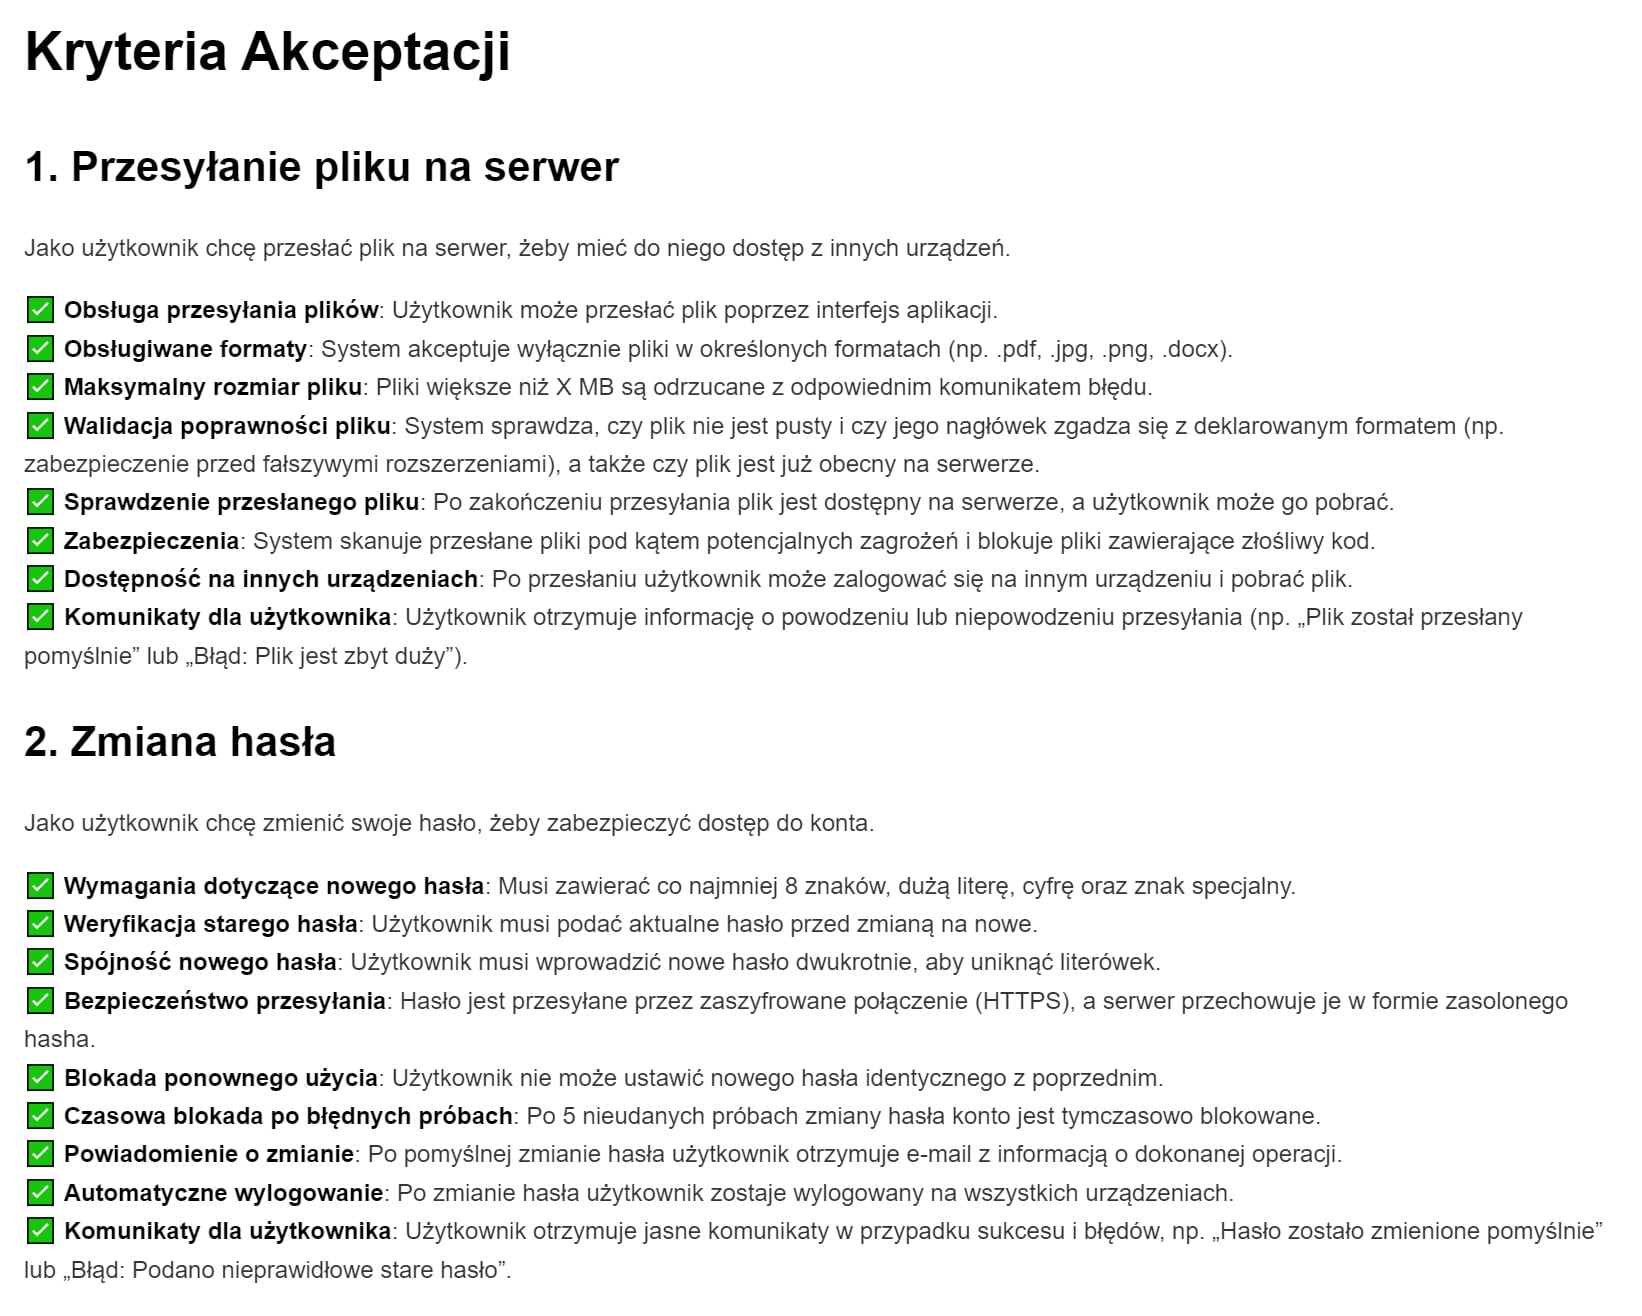 Kryteria Akceptacji
1. Przesyłanie pliku na serwer
Jako użytkownik chcę przesłać plik na serwer, żeby mieć do niego dostęp z innych urządzeń.
✅ Obsługa przesyłania plików: Użytkownik może przesłać plik poprzez interfejs aplikacji.
✅ Obsługiwane formaty: System akceptuje wyłącznie pliki w określonych formatach (np. .pdf, .jpg, .png, .docx).
✅ Maksymalny rozmiar pliku: Pliki większe niż X MB są odrzucane z odpowiednim komunikatem błędu.
✅ Walidacja poprawności pliku: System sprawdza, czy plik nie jest pusty i czy jego nagłówek zgadza się z deklarowanym formatem (np.
zabezpieczenie przed fałszywymi rozszerzeniami), a także czy plik jest już obecny na serwerze.
✅ Sprawdzenie przesłanego pliku: Po zakończeniu przesyłania plik jest dostępny na serwerze, a użytkownik może go pobrać.
✅ Zabezpieczenia: System skanuje przesłane pliki pod kątem potencjalnych zagrożeń i blokuje pliki zawierające złośliwy kod.
✅ Dostępność na innych urządzeniach: Po przesłaniu użytkownik może zalogować się na innym urządzeniu i pobrać plik.
✅ Komunikaty dla użytkownika: Użytkownik otrzymuje informację o powodzeniu lub niepowodzeniu przesyłania (np. „Plik został przesłany
pomyślnie” lub „Błąd: Plik jest zbyt duży”).
2. Zmiana hasła
Jako użytkownik chcę zmienić swoje hasło, żeby zabezpieczyć dostęp do konta.
✅ Wymagania dotyczące nowego hasła: Musi zawierać co najmniej 8 znaków, dużą literę, cyfrę oraz znak specjalny.
✅ Weryfikacja starego hasła: Użytkownik musi podać aktualne hasło przed zmianą na nowe.
✅ Spójność nowego hasła: Użytkownik musi wprowadzić nowe hasło dwukrotnie, aby uniknąć literówek.
✅ Bezpieczeństwo przesyłania: Hasło jest przesyłane przez zaszyfrowane połączenie (HTTPS), a serwer przechowuje je w formie zasolonego
hasha.
✅ Blokada ponownego użycia: Użytkownik nie może ustawić nowego hasła identycznego z poprzednim.
✅ Czasowa blokada po błędnych próbach: Po 5 nieudanych próbach zmiany hasła konto jest tymczasowo blokowane.
✅ Powiadomienie o zmianie: Po pomyślnej zmianie hasła użytkownik otrzymuje e-mail z informacją o dokonanej operacji.
✅ Automatyczne wylogowanie: Po zmianie hasła użytkownik zostaje wylogowany na wszystkich urządzeniach.
✅ Komunikaty dla użytkownika: Użytkownik otrzymuje jasne komunikaty w przypadku sukcesu i błędów, np. „Hasło zostało zmienione pomyślnie”
lub „Błąd: Podano nieprawidłowe stare hasło”.